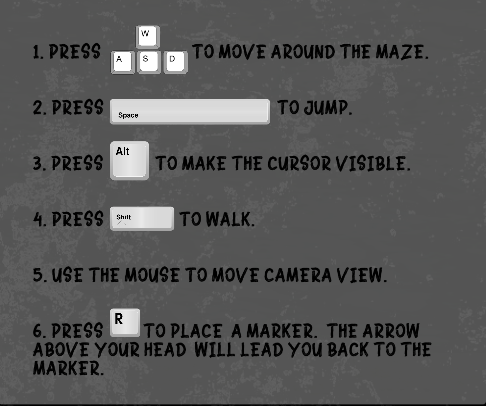 1. PRESS W A S D TO MOVE AROUND THE MAZE.
2. PRESS Space TO JUMP.
3. PRESS Alt TO MAKE THE CURSOR VISIBLE.
4. PRESS Shift TO WALK.
5. USE THE MOUSE TO MOVE CAMERA VIEW.
6. PRESS R TO PLACE A MARKER. THE ARROW
ABOVE YOUR HEAD WILL LEAD YOU BACK TO THE
MARKER.